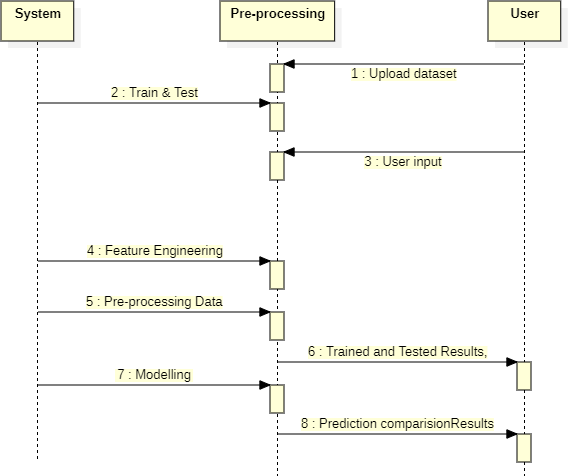 System
Pre-processing
User
1 : Upload dataset
2 : Train & Test
3 : User input
4 : Feature Engineering
5 : Pre-processing Data
6 : Trained and Tested Results,
7 : Modelling
8 : Prediction comparisionResults